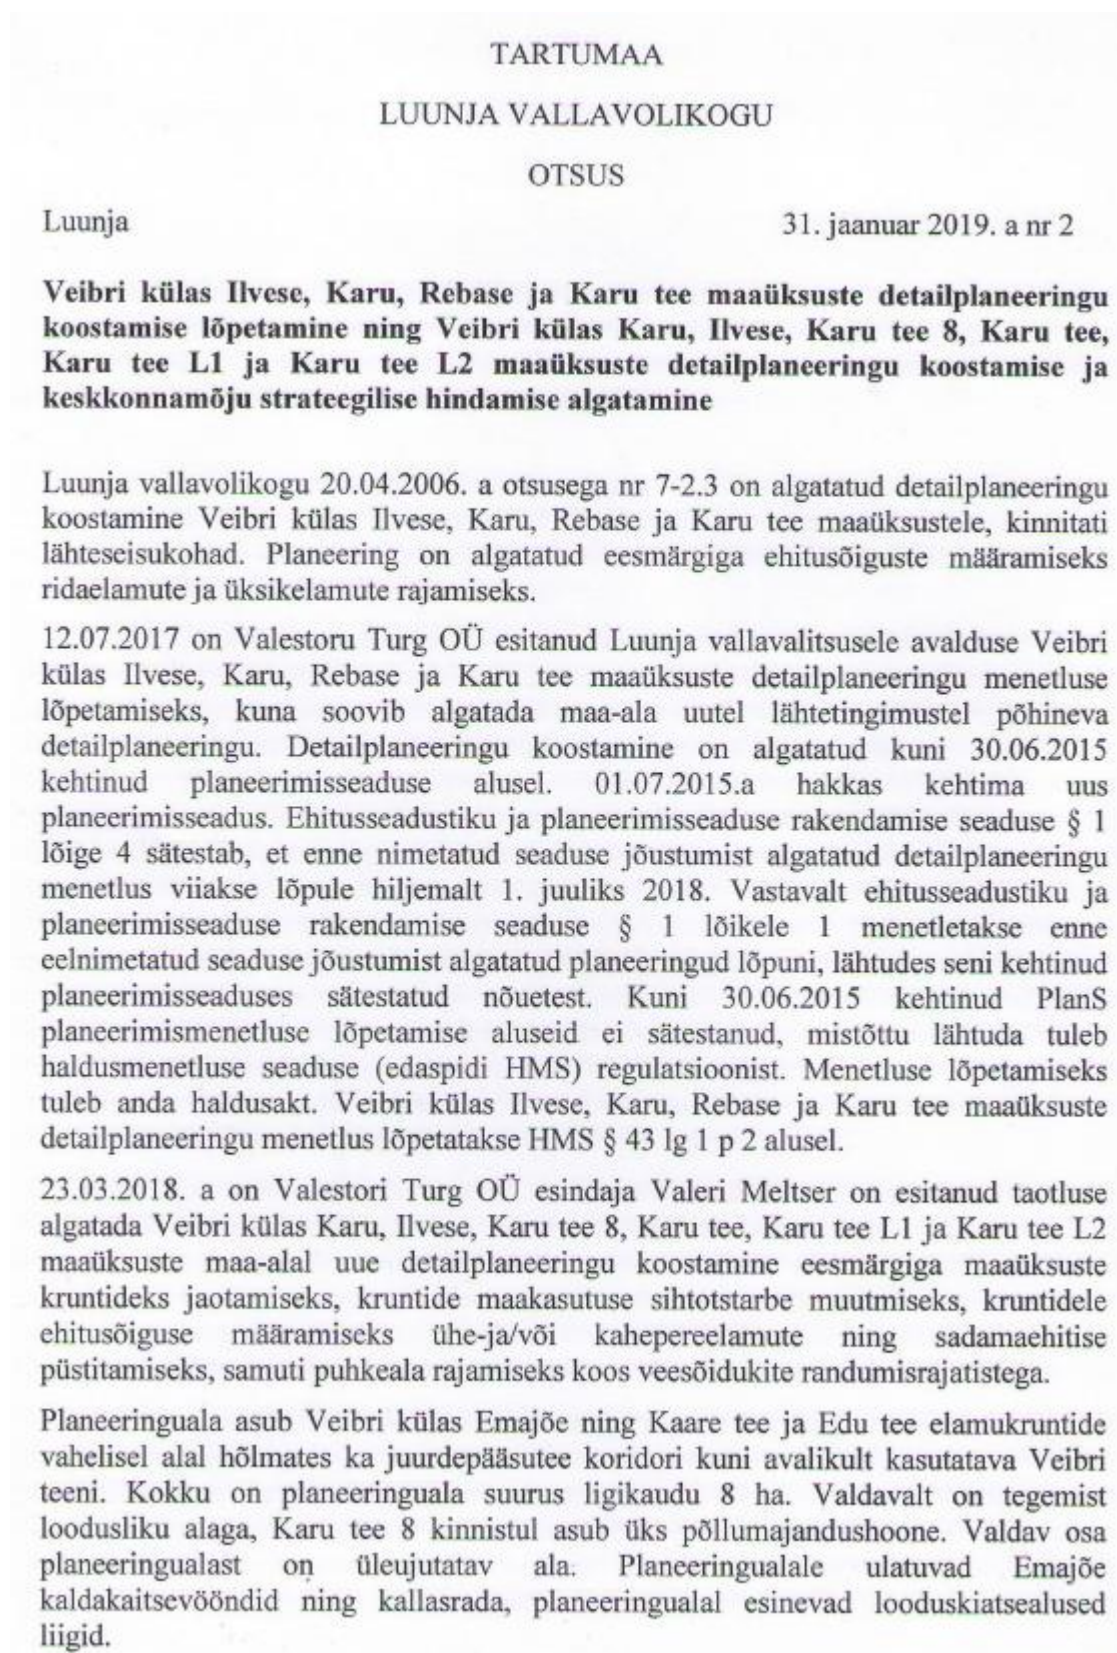 TARTUMAA
LUUNJA VALLAVOLIKOGU
OTSUS
Luunja 31. jaanuar 2019. a nr 2
Veibri külas Ilvese, Karu, Rebase ja Karu tee maaüksuste detailplaneeringu
koostamise lõpetamine ning Veibri külas Karu, Ilvese, Karu tee 8, Karu tee,
Karu tee L1 ja Karu tee L2 maaüksuste detailplaneeringu koostamise ja
keskkonnamõju strateegilise hindamise algatamine
Luunja vallavolikogu 20.04.2006. a otsusega nr 7-2.3 on algatatud detailplaneeringu
koostamine Veibri külas Ilvese, Karu, Rebase ja Karu tee maaüksustele, kinnitati
lähteseisukohad. Planeering on algatatud eesmärgiga ehitusõiguste määramiseks
ridaelamute ja üksikelamute rajamiseks.
12.07.2017 on Valestoru Turg OÜ esitanud Luunja vallavalitsusele avalduse Veibri
külas Ilvese, Karu, Rebase ja Karu tee maaüksuste detailplaneeringu menetluse
lõpetamiseks, kuna soovib algatada maa-ala uutel lähtetingimustel põhineva
detailplaneeringu. Detailplaneeringu koostamine on algatatud kuni 30.06.2015
kehtinud planeerimisseaduse alusel. 01.07.2015.a hakkas kehtima uus
planeerimisseadus. Ehitusseadustiku ja planeerimisseaduse rakendamise seaduse § 1
lõige 4 sätestab, et enne nimetatud seaduse jõustumist algatatud detailplaneeringu
menetlus viiakse lõpule hiljemalt 1. juuliks 2018. Vastavalt ehitusseadustiku ja
planeerimisseaduse rakendamise seaduse § 1 lõikele 1 menetletakse enne
eelnimetatud seaduse jõustumist algatatud planeeringud lõpuni, lähtudes seni kehtinud
planeerimisseaduses sätestatud nõuetest. Kuni 30.06.2015 kehtinud PlanS
planeerimismenetluse lõpetamise aluseid ei sätestanud, mistõttu lähtuda tuleb
haldusmenetluse seaduse (edaspidi HMS) regulatsioonist. Menetluse lõpetamiseks
tuleb anda haldusakt. Veibri külas Ilvese, Karu, Rebase ja Karu tee maaüksuste
detailplaneeringu menetlus lõpetatakse HMS § 43 lg 1 p 2 alusel.
23.03.2018. a on Valestori Turg OÜ esindaja Valeri Meltser on esitanud taotluse
algatada Veibri külas Karu, Ilvese, Karu tee 8, Karu tee, Karu tee L1 ja Karu tee L2
maaüksuste maa-alal uue detailplaneeringu koostamine eesmärgiga maaüksuste
kruntideks jaotamiseks, kruntide maakasutuse sihtotstarbe muutmiseks, kruntidele
ehitusõiguse määramiseks ühe-ja/või kahepereelamute ning sadamaehitise
püstitamiseks, samuti puhkeala rajamiseks koos veesõidukite randumisrajatistega.
Planeeringuala asub Veibri külas Emajõe ning Kaare tee ja Edu tee elamukruntide
vahelisel alal hõlmates ka juurdepääsutee koridori kuni avalikult kasutatava Veibri
teeni. Kokku on planeeringuala suurus ligikaudu 8 ha. Valdavalt on tegemist
loodusliku alaga, Karu tee 8 kinnistul asub üks põllumajandushoone. Valdav osa
planeeringualast on üleujutatav ala. Planeeringualale ulatuvad Emajõe
kaldakaitsevööndid ning kallasrada, planeeringualal esinevad looduskiatsealused
liigid.